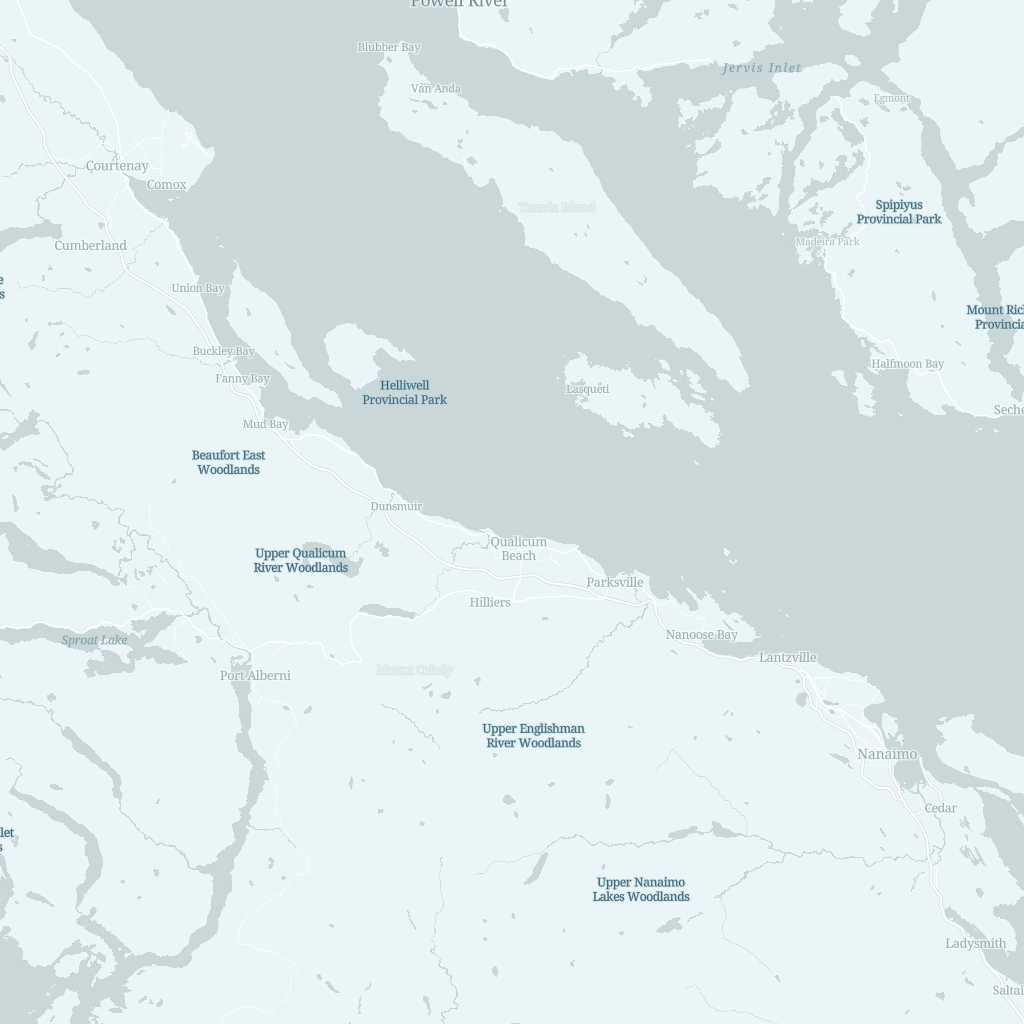 Powell River
Blubber Bay
Jervis Inlet
Van Anda
Egmont
Courtenay
Comox
Texada Island
Spipiyus
Provincial Park
Cumberland
Madeira Park
Union Bay
Mount Ric
Provincia
Buckley Bay
Halfmoon Bay
Fanny Bay
Helliwell
Provincial Park
Lasqueti
Seche
Mud Bay
Beaufort East
Woodlands
Dunsmuir
Qualicum
Beach
Upper Qualicum
River Woodlands
Parksville
Hilliers
Sproat Lake
Nanoose Bay
Lantzville
Port Alberni
Mount Cokely
Upper Englishman
River Woodlands
Nanaimo
Cedar
let
s
Upper Nanaimo
Lakes Woodlands
Ladysmith
Saltai